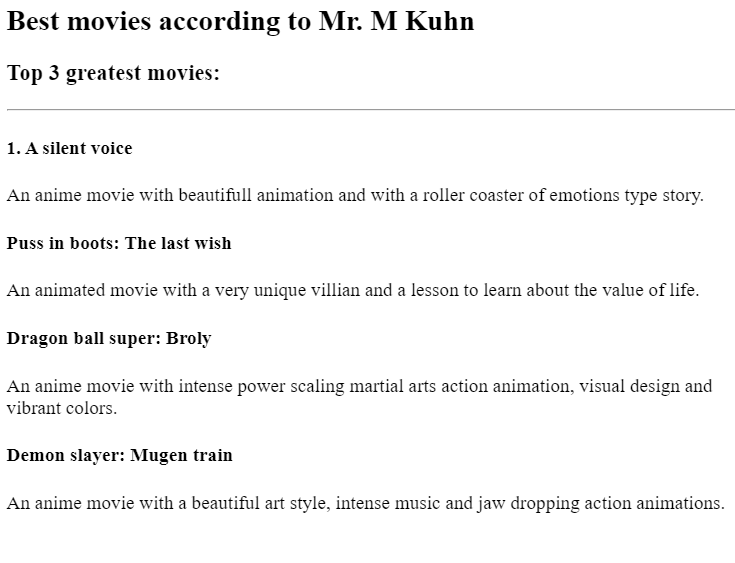 Best movies according to Mr. M Kuhn
Top 3 greatest movies:
1. A silent voice
An anime movie with beautifull animation and with a roller coaster of emotions type story.
Puss in boots: The last wish
An animated movie with a very unique villian and a lesson to learn about the value of life.
Dragon ball super: Broly
An anime movie with intense power scaling martial arts action animation, visual design and
vibrant colors.
Demon slayer: Mugen train
An anime movie with a beautiful art style, intense music and jaw dropping action animations.